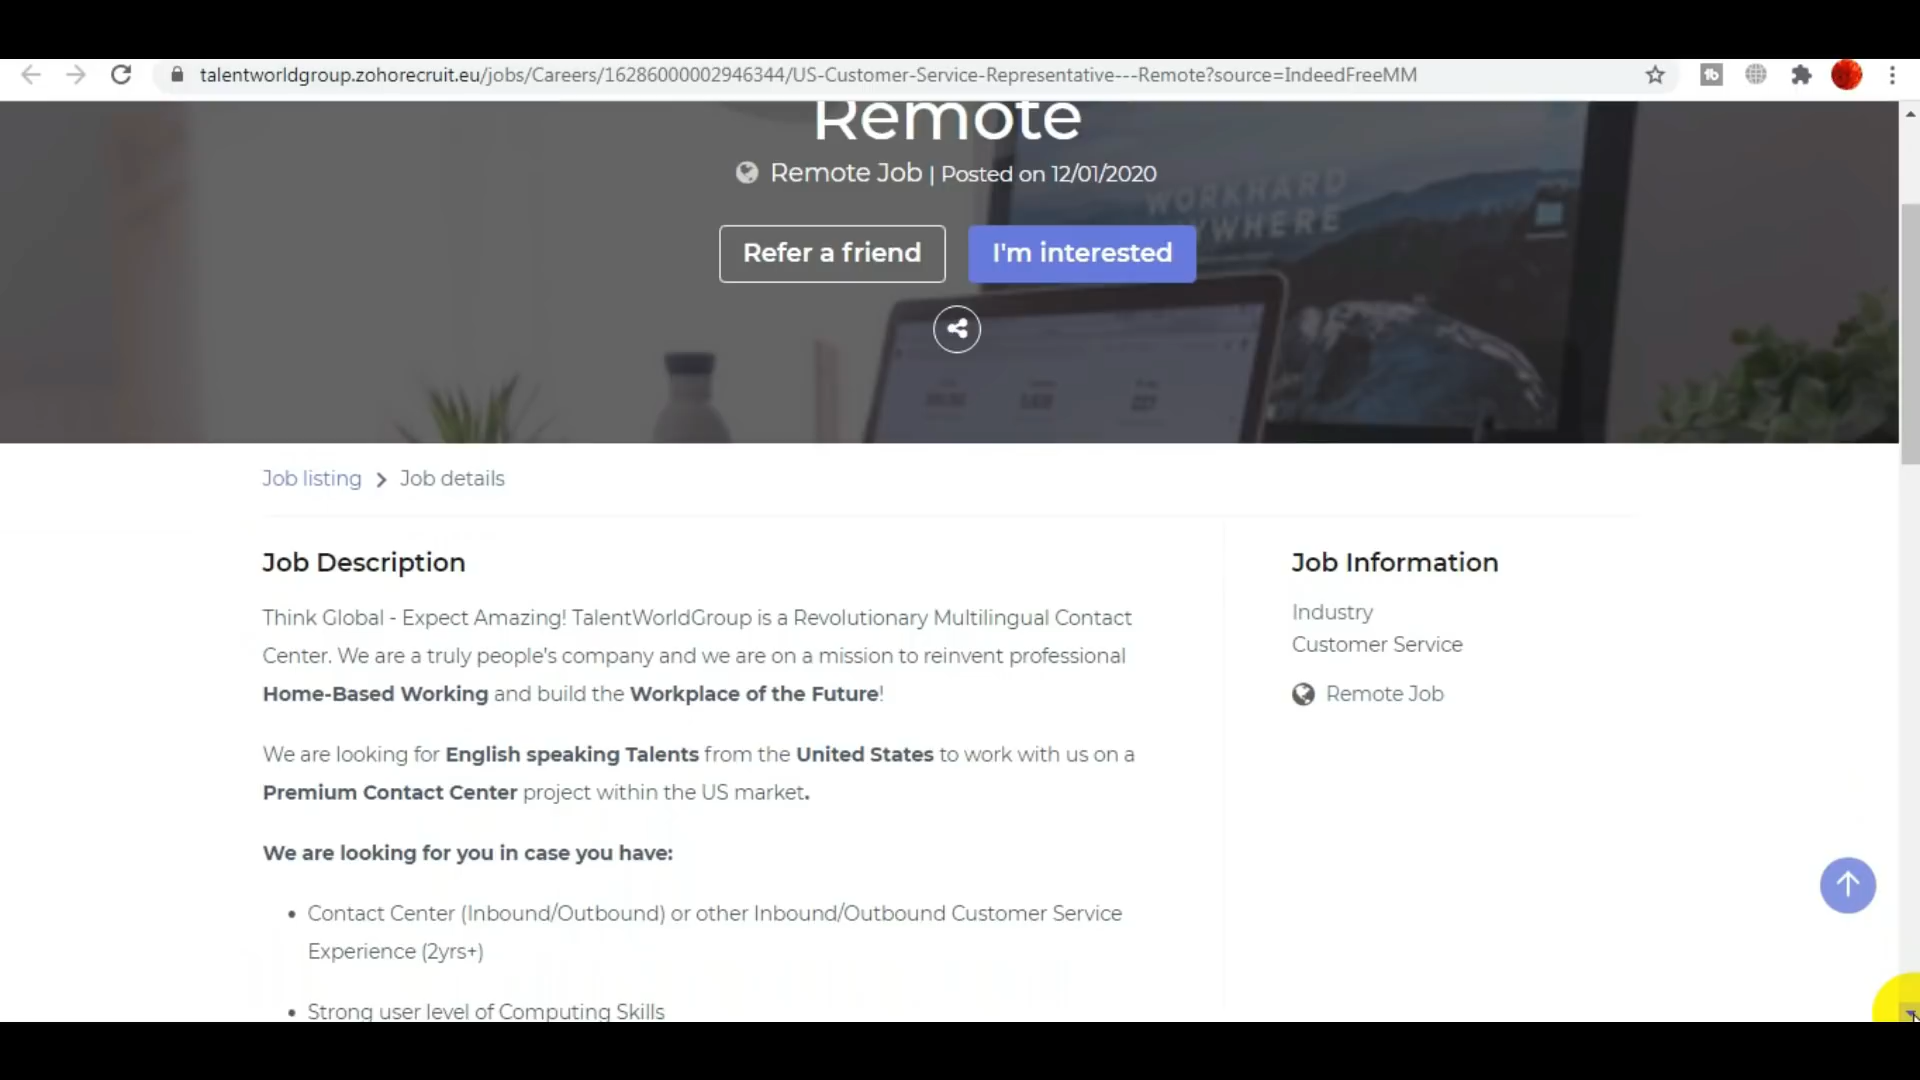 talentworldgroup.zohorecruit.eu/jobs/Careers/16286000002946344/US-Customer-Service-Representative---Remote?source=IndeedFreeMM
Remote
Remote Job | Posted on 12/01/2020
WORKHARD
YWHERE
Refer a friend
I'm interested
Job listing > Job details
Job Description
Think Global - Expect Amazing! TalentWorldGroup is a Revolutionary Multilingual Contact
Center. We are a truly people's company and we are on a mission to reinvent professional
Home-Based Working and build the Workplace of the Future!
We are looking for English speaking Talents from the United States to work with us on a
Premium Contact Center project within the US market.
We are looking for you in case you have:
• Contact Center (Inbound/Outbound) or other Inbound/Outbound Customer Service
Experience (2yrs+)
• Strong user level of Computing Skills
Job Information
Industry
Customer Service
Remote Job